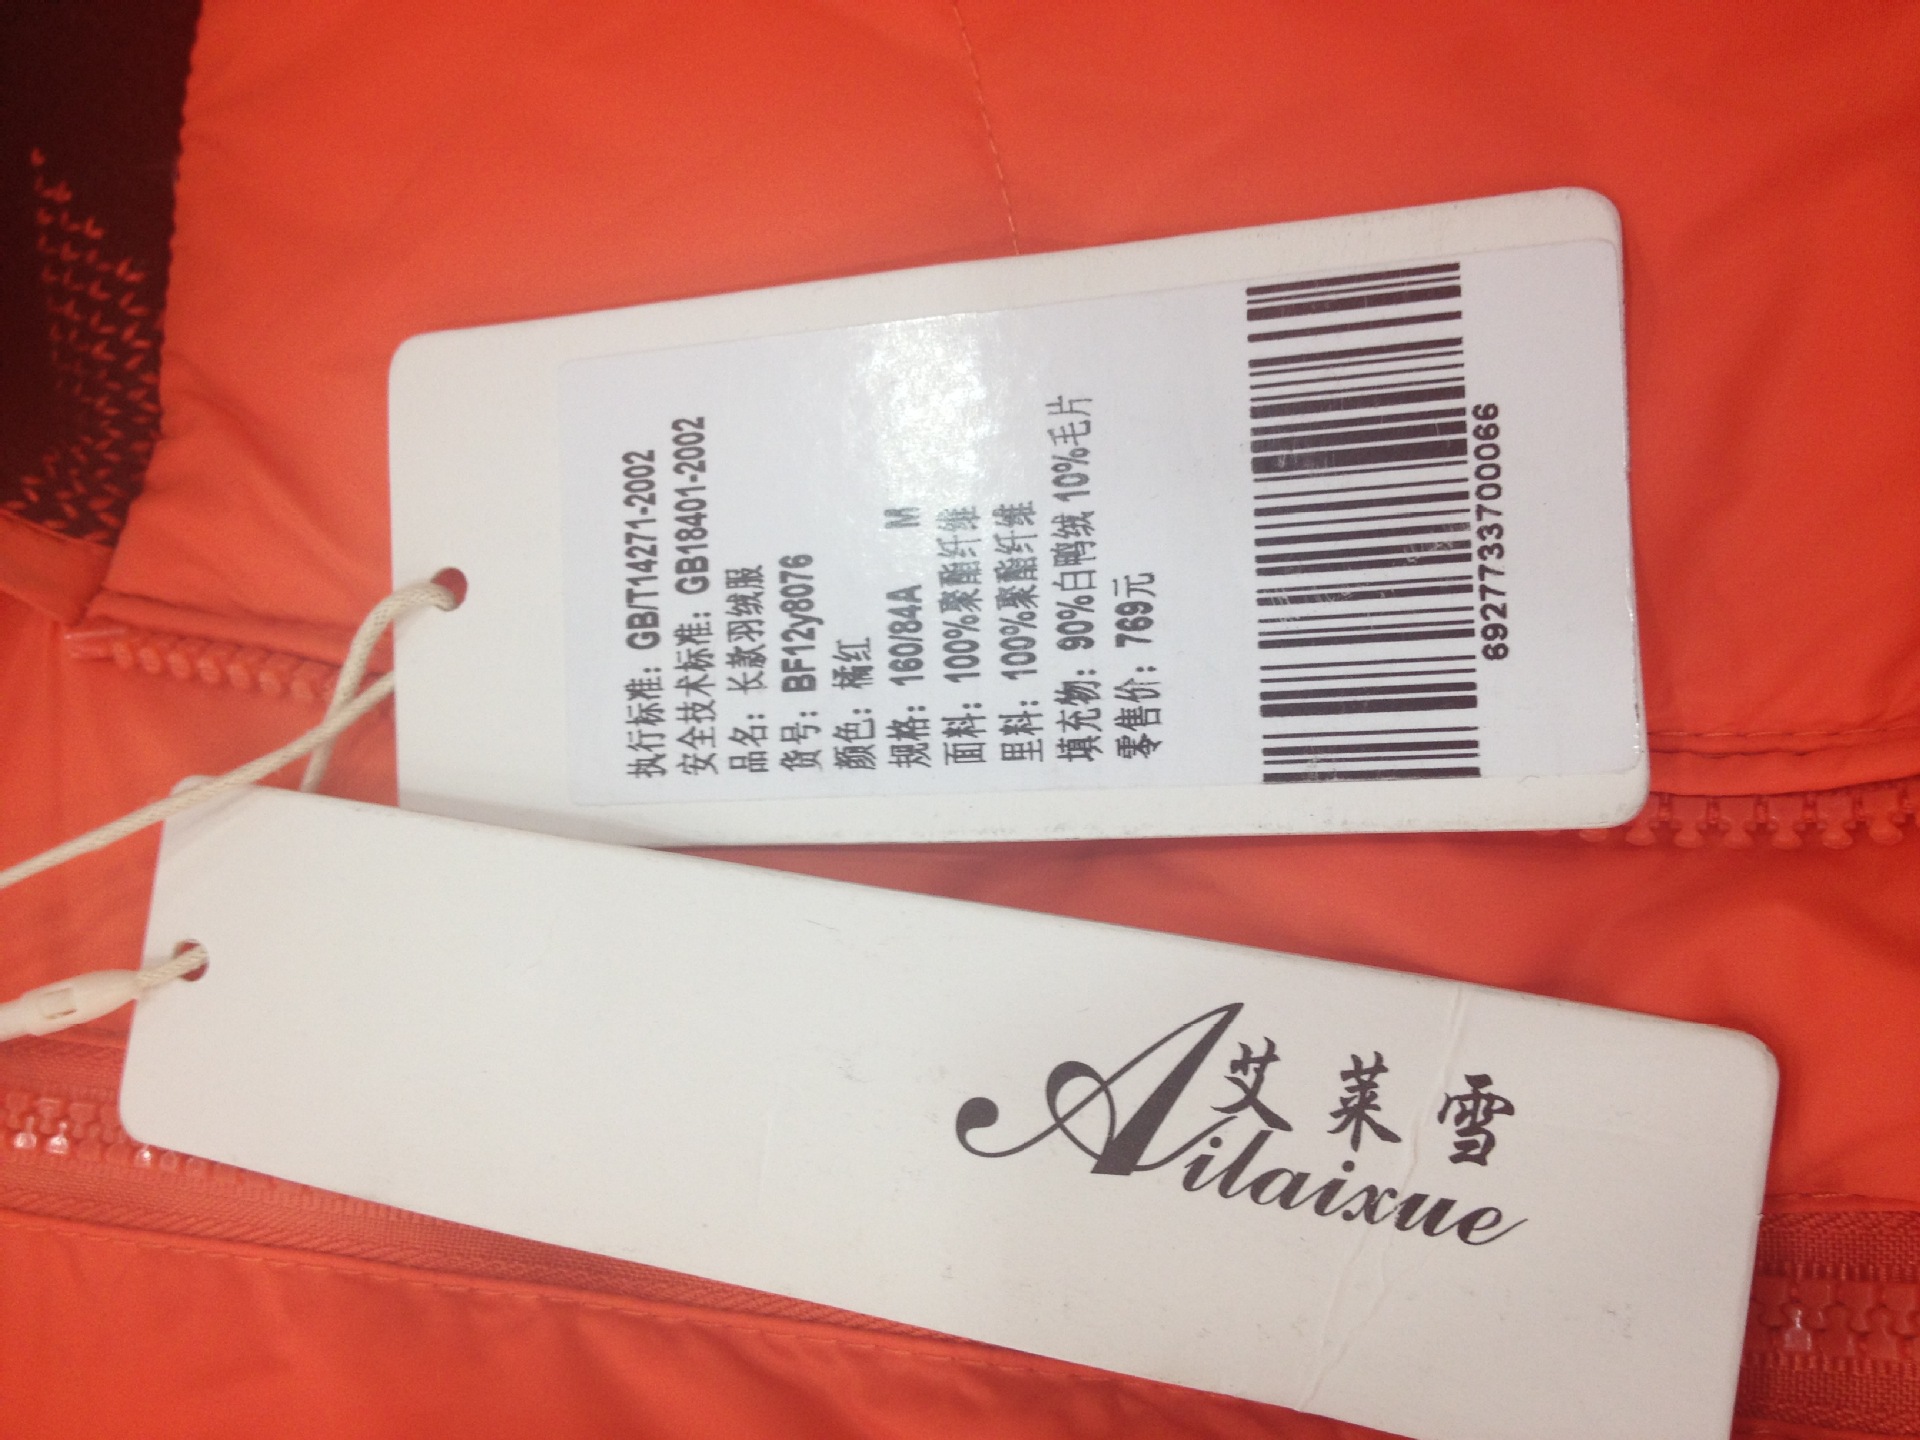 执行标准：GB/T14271-2002
安全技术标准：GB18401-2002
品名：长款羽绒服
货号：BF12y8076
颜色：橘红
规格：160/84A M
面料：100%聚酯纤维
里料：100%聚酯纤维
填充物：90%白鸭绒 10%毛片
零售价：769元
6927733700066
艾莱雪
Ailaixue